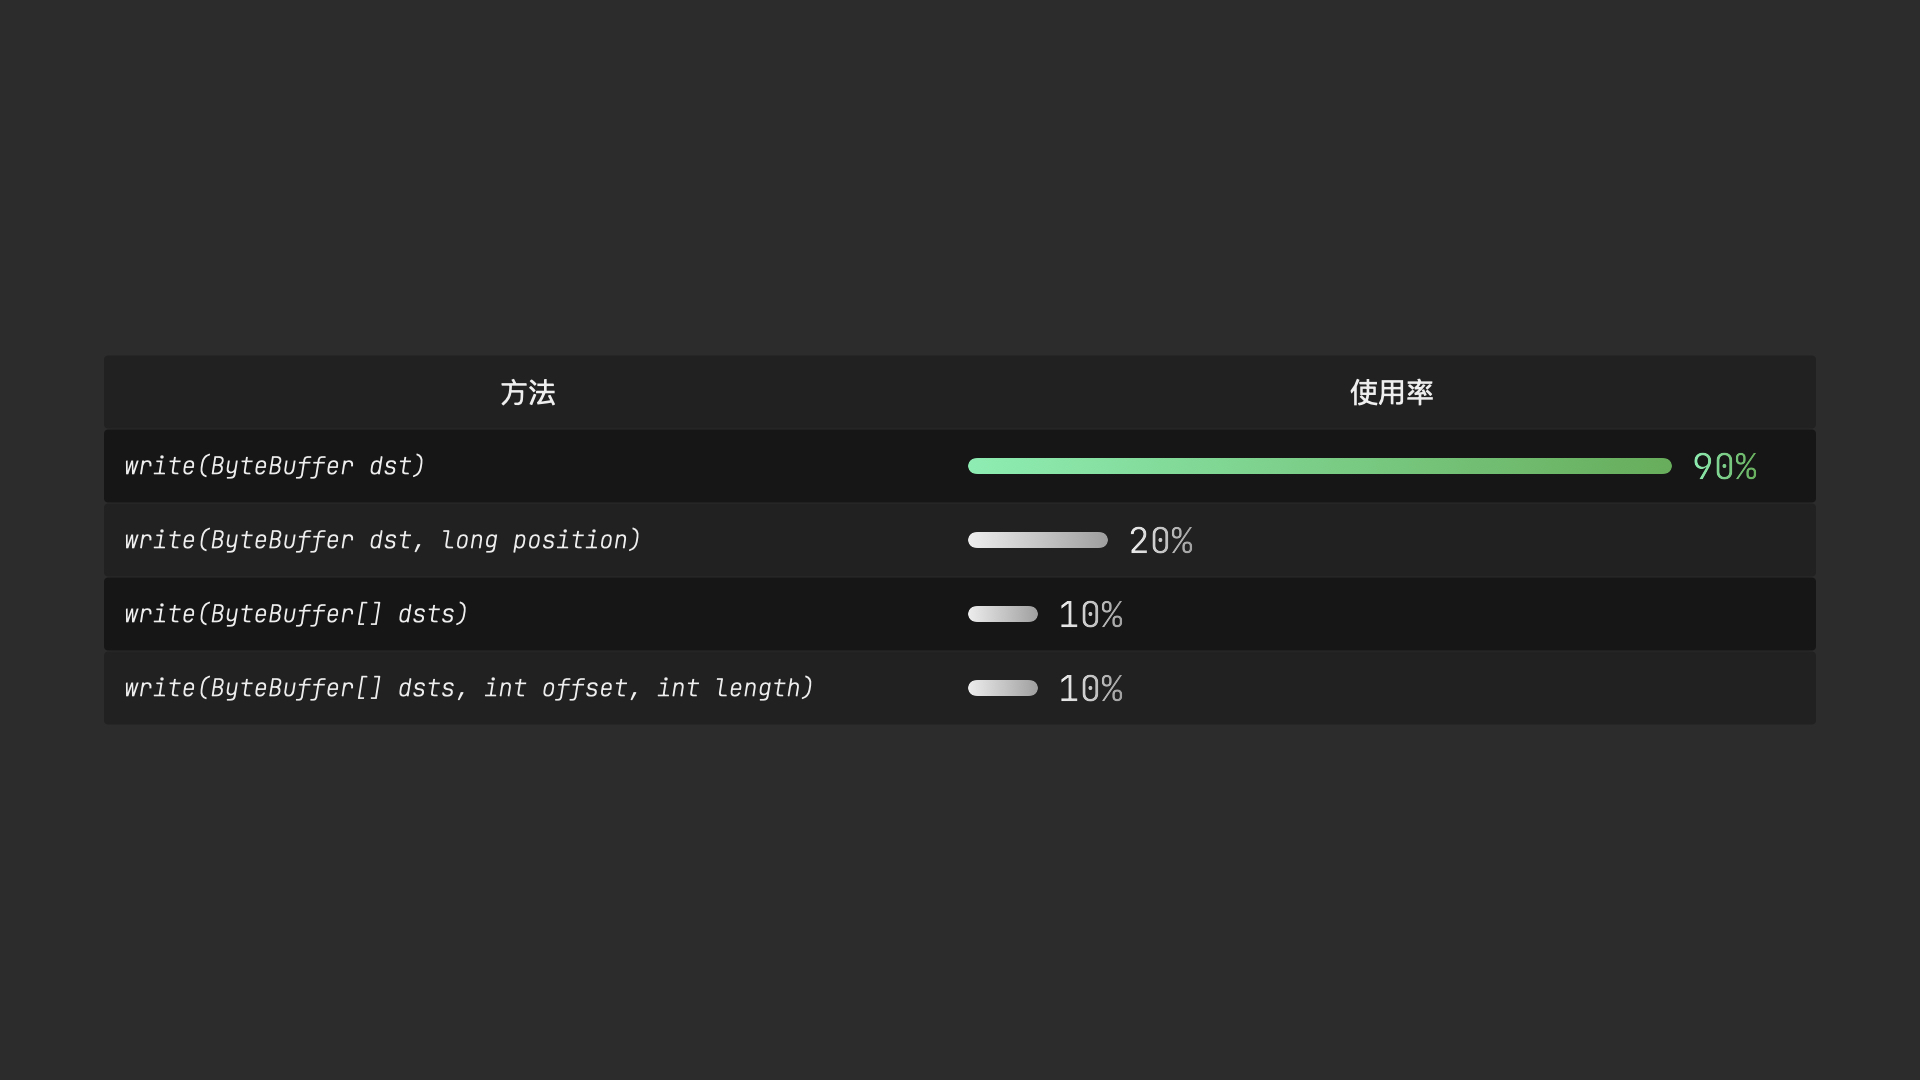 方法 使用率
write(ByteBuffer dst) 90%
write(ByteBuffer dst, long position) 20%
write(ByteBuffer[] dsts) 10%
write(ByteBuffer[] dsts, int offset, int length) 10%